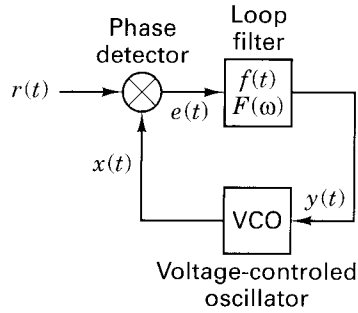 Phase
detector
Loop
filter
r(t)
e(t)
f(t)
F(ω)
x(t)
y(t)
VCO
Voltage-controled
oscillator